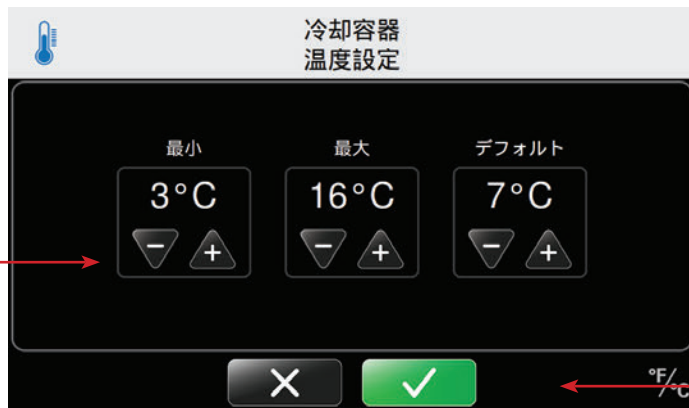 冷却容器
温度設定
最小 最大 デフォルト
3°C 16°C 7°C
− + − + − +
°F/°C